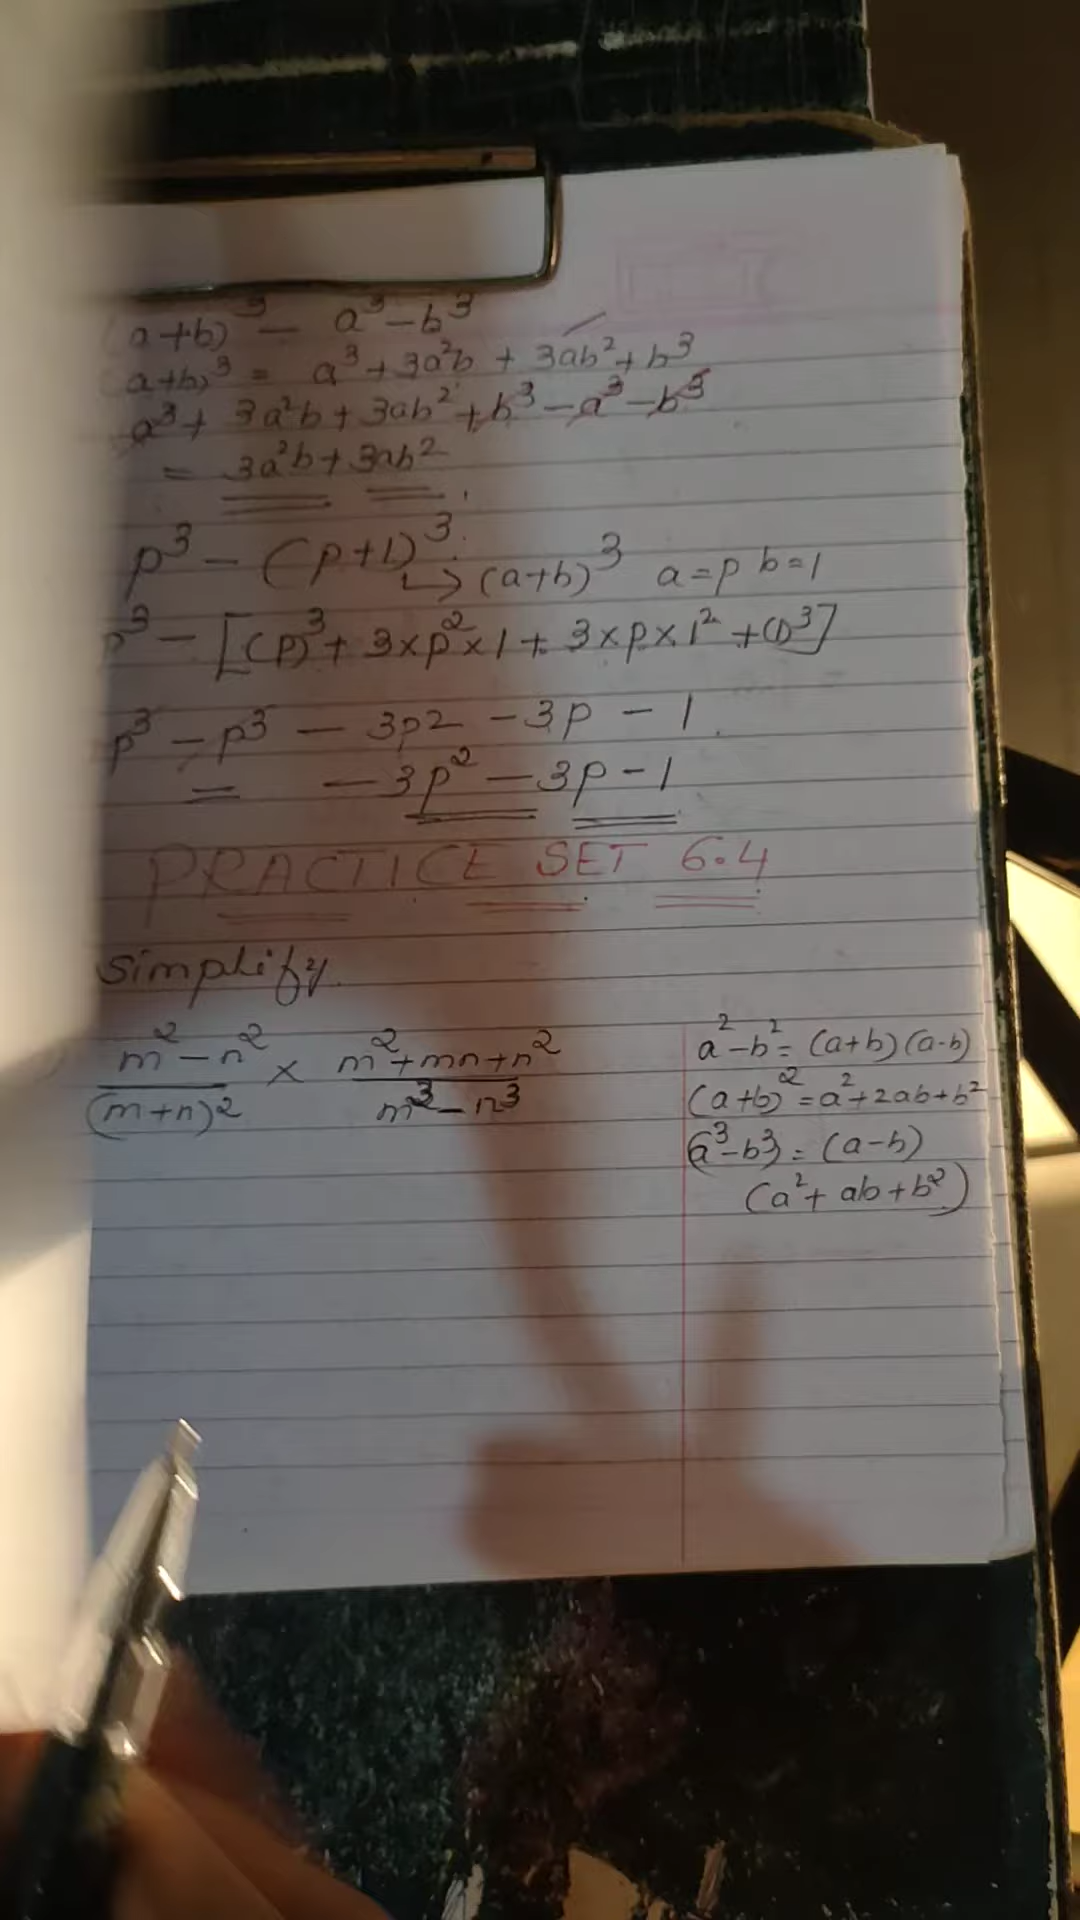 (a+b)³ - a³-b³
(a+b)³ = a³+3a²b + 3ab²+b³
a³+ 3a²b+3ab²+b³-a³-b³
= 3a²b+3ab².
p³ - (p+1)³.
↳ (a+b)³ a=p b=1
p³ - [(p)³+ 3×p²×1+ 3×p×1² +(1)³]
p³ - p³ - 3p2 -3p - 1.
= -3p²-3p-1
PRACTICE SET 6.4
Simplify.
m²-n²/(m+n)2 × m²+mn+n²/m³-n³
a²-b²= (a+b)(a-b)
(a+b)²=a²+2ab+b²
(a³-b³) = (a-b)
(a²+ ab+b²)